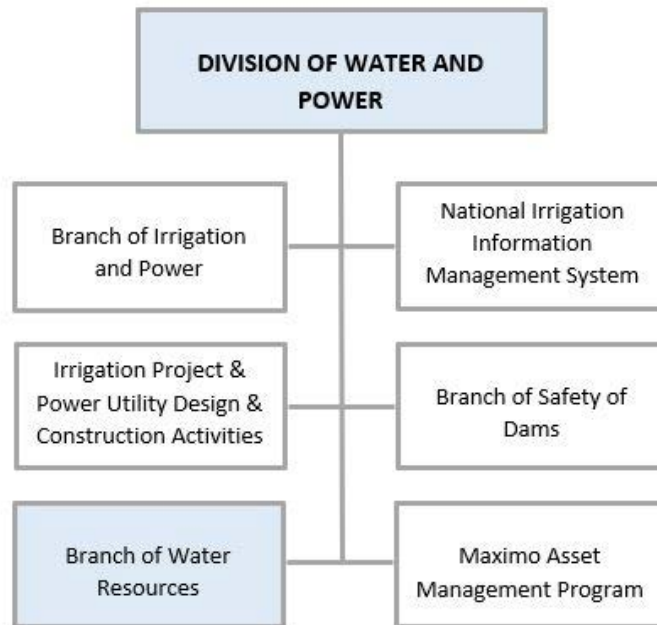 DIVISION OF WATER AND
POWER
Branch of Irrigation
and Power
National Irrigation
Information
Management System
Irrigation Project &
Power Utility Design &
Construction Activities
Branch of Safety of
Dams
Branch of Water
Resources
Maximo Asset
Management Program